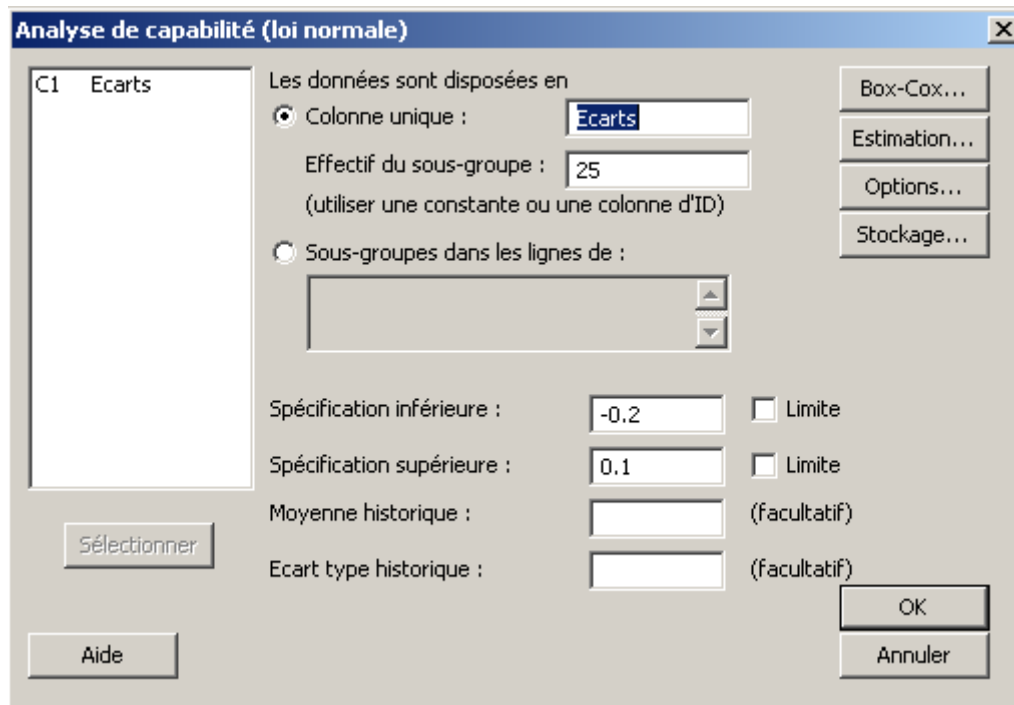 Analyse de capabilité (loi normale)
C1 Ecarts
Les données sont disposées en
Colonne unique : Ecarts
Effectif du sous-groupe : 25
(utiliser une constante ou une colonne d'ID)
Sous-groupes dans les lignes de :
Box-Cox...
Estimation...
Options...
Stockage...
Spécification inférieure : -0.2 Limite
Spécification supérieure : 0.1 Limite
Moyenne historique : (facultatif)
Ecart type historique : (facultatif)
Sélectionner
Aide
OK
Annuler